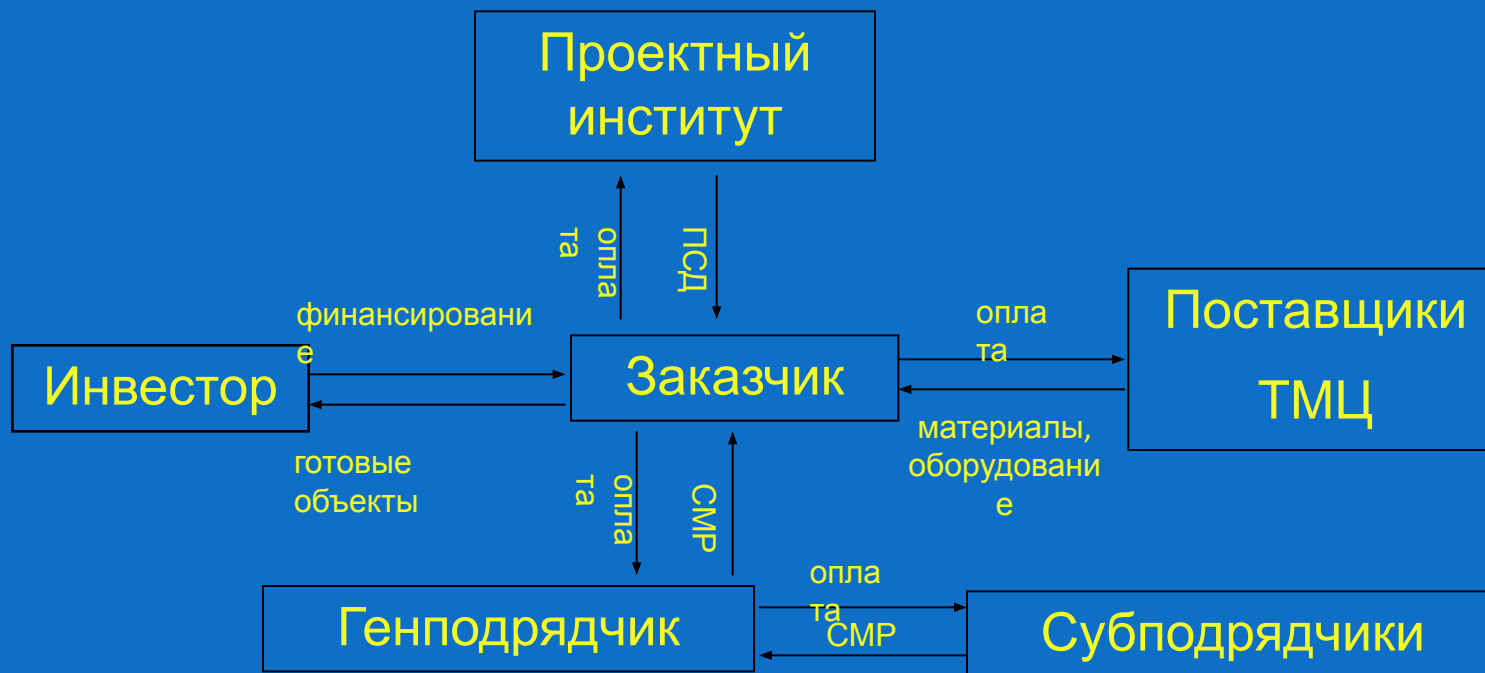 Проектный
институт
опла
та
ПСД
финансировани
е
Инвестор
Заказчик
опла
та
Поставщики
ТМЦ
готовые
объекты
материалы,
оборудовани
е
опла
та
СМР
Генподрядчик
опла
та
СМР
Субподрядчики